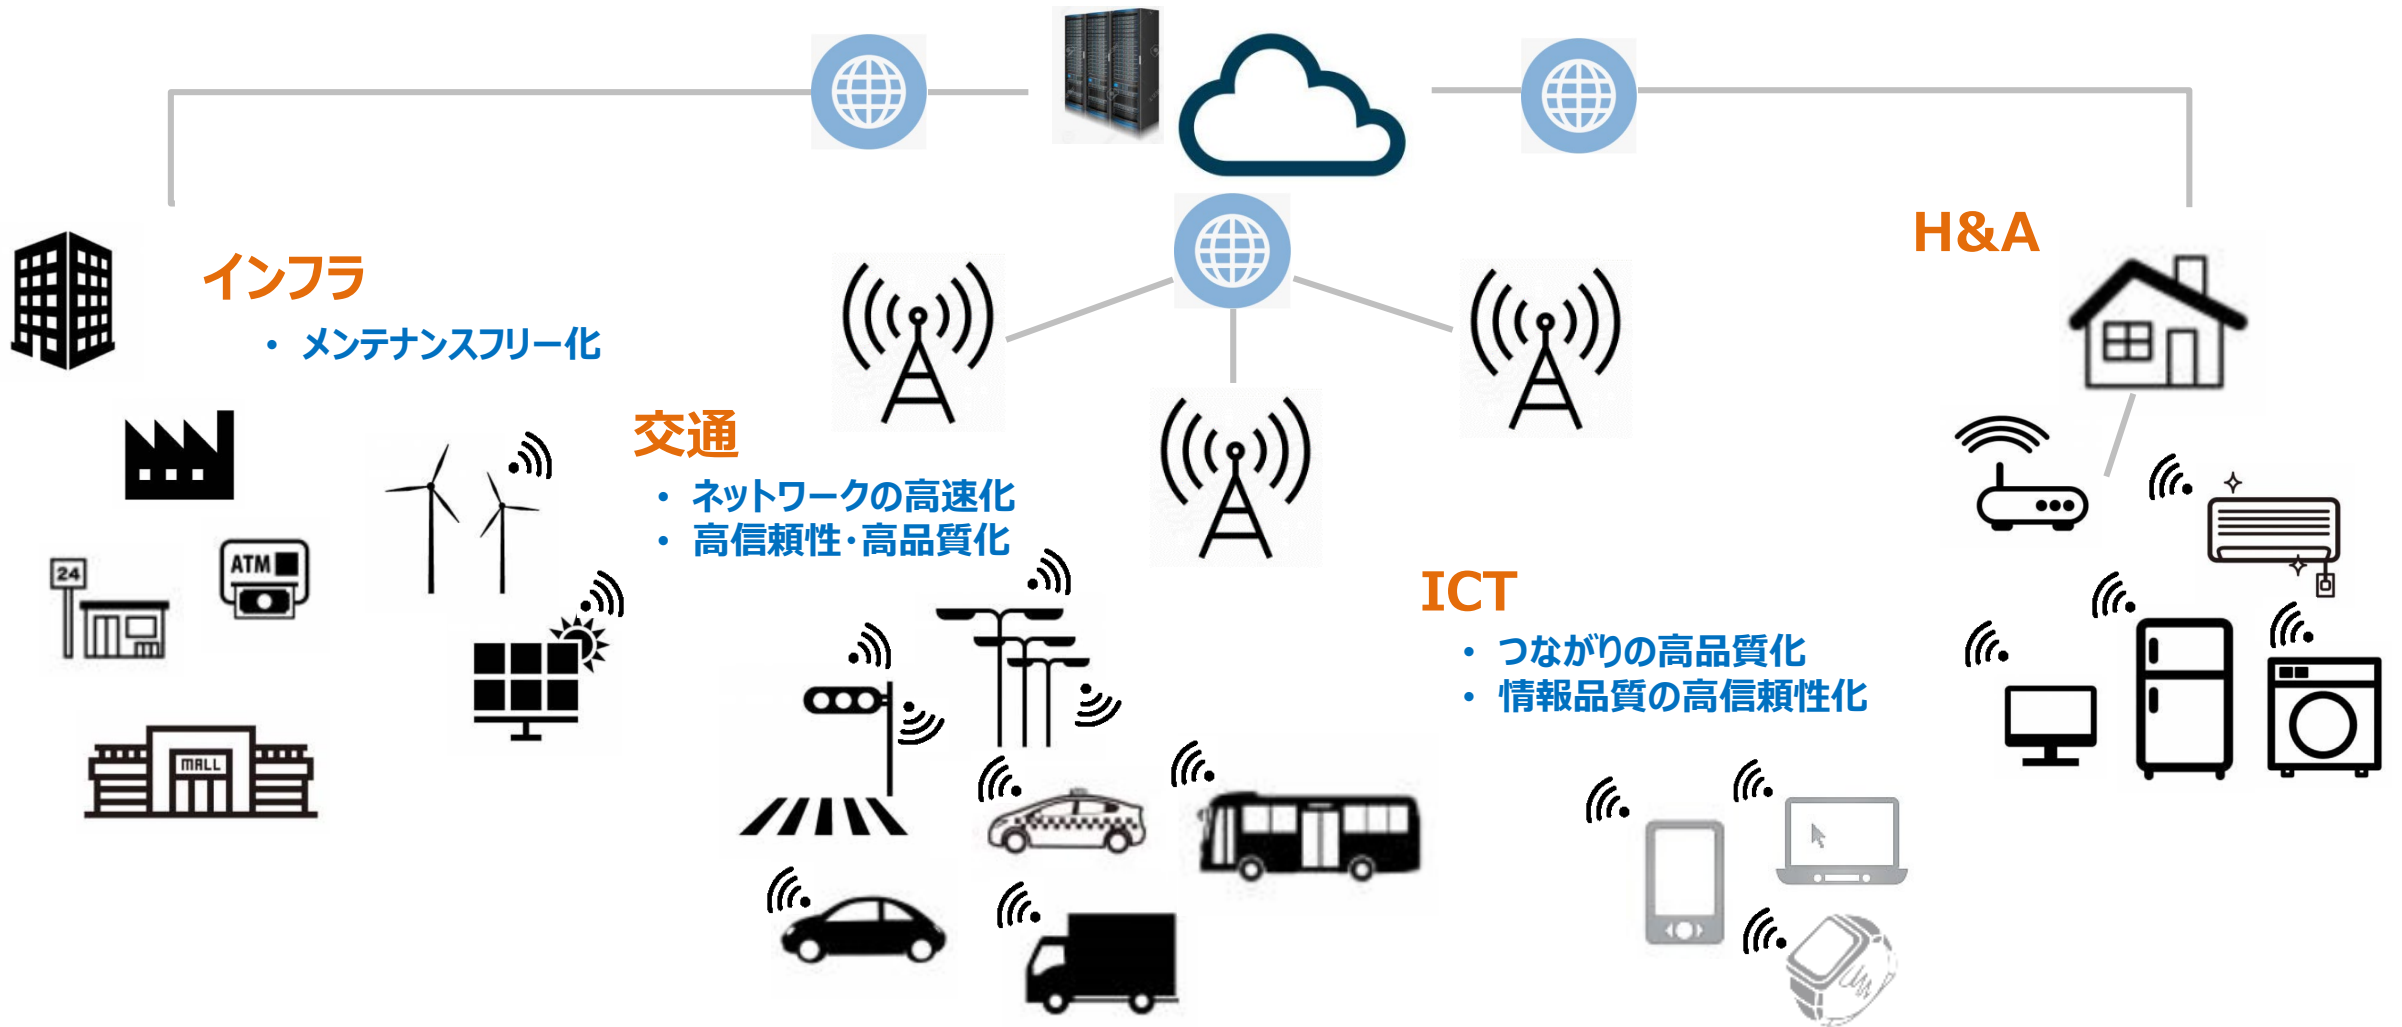 H&A
インフラ
・ メンテナンスフリー化
交通
・ ネットワークの高速化
・ 高信頼性・高品質化
ATM
24
MALL
ICT
・ つながりの高品質化
・ 情報品質の高信頼性化